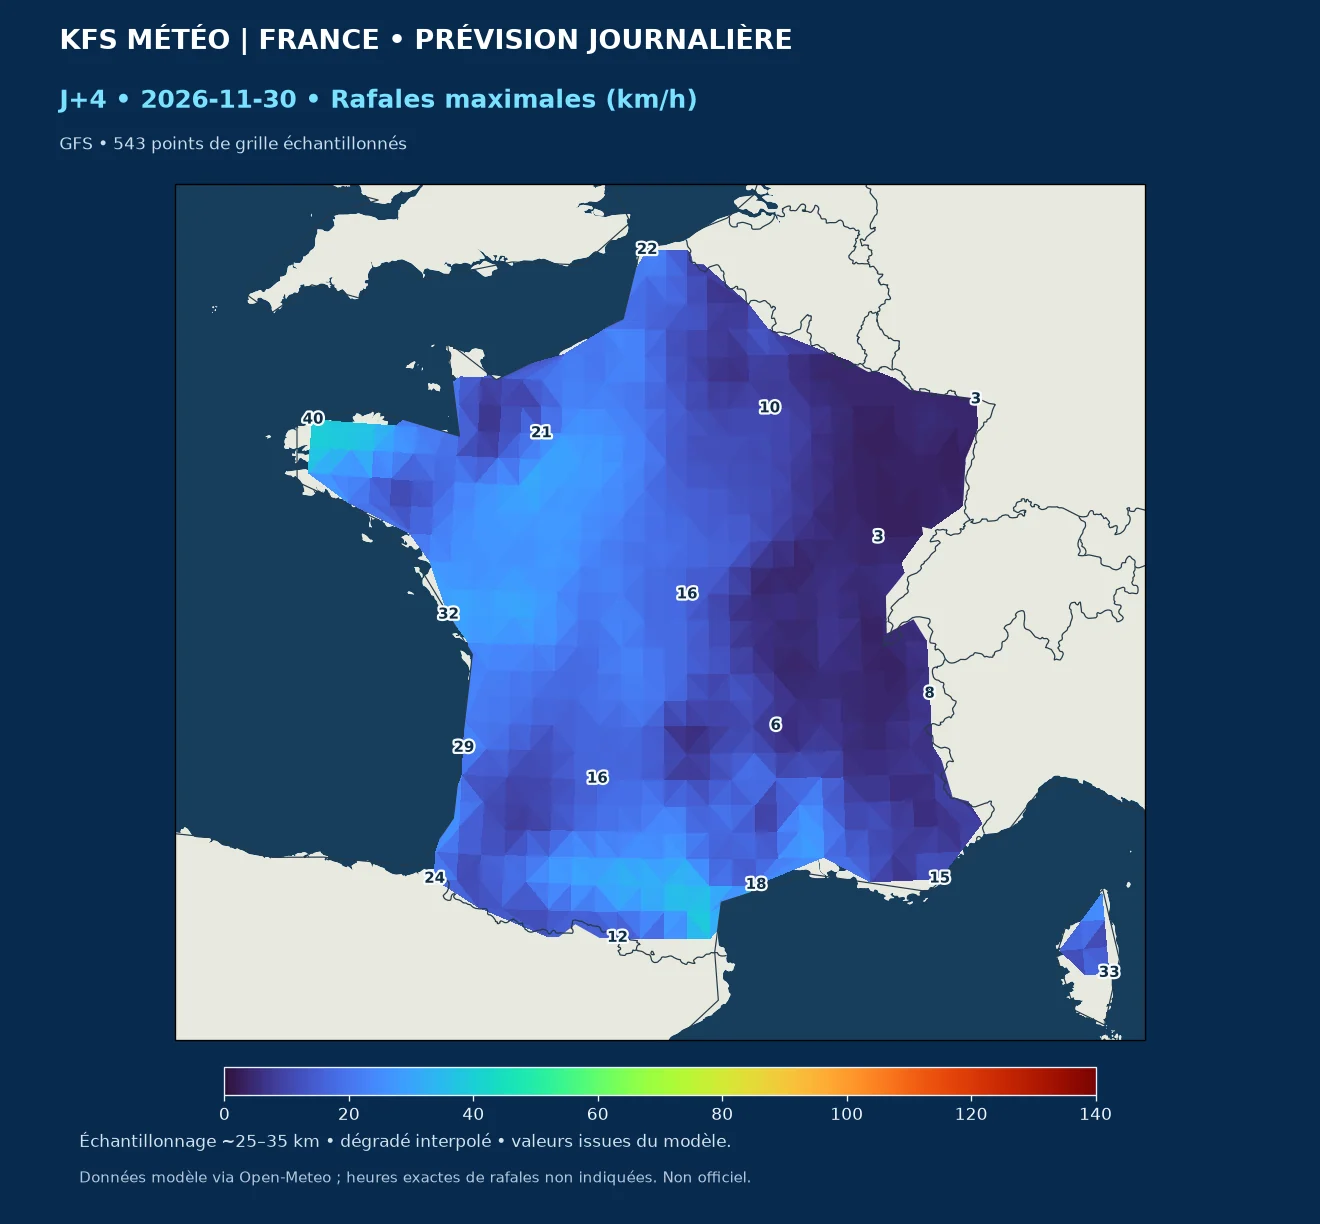 KFS MÉTÉO | FRANCE • PRÉVISION JOURNALIÈRE
J+4 • 2026-11-30 • Rafales maximales (km/h)
GFS • 543 points de grille échantillonnés
22
3
10
40
21
3
16
32
8
6
29
16
24
18
15
12
33
0 20 40 60 80 100 120 140
Échantillonnage ~25–35 km • dégradé interpolé • valeurs issues du modèle.
Données modèle via Open-Meteo ; heures exactes de rafales non indiquées. Non officiel.